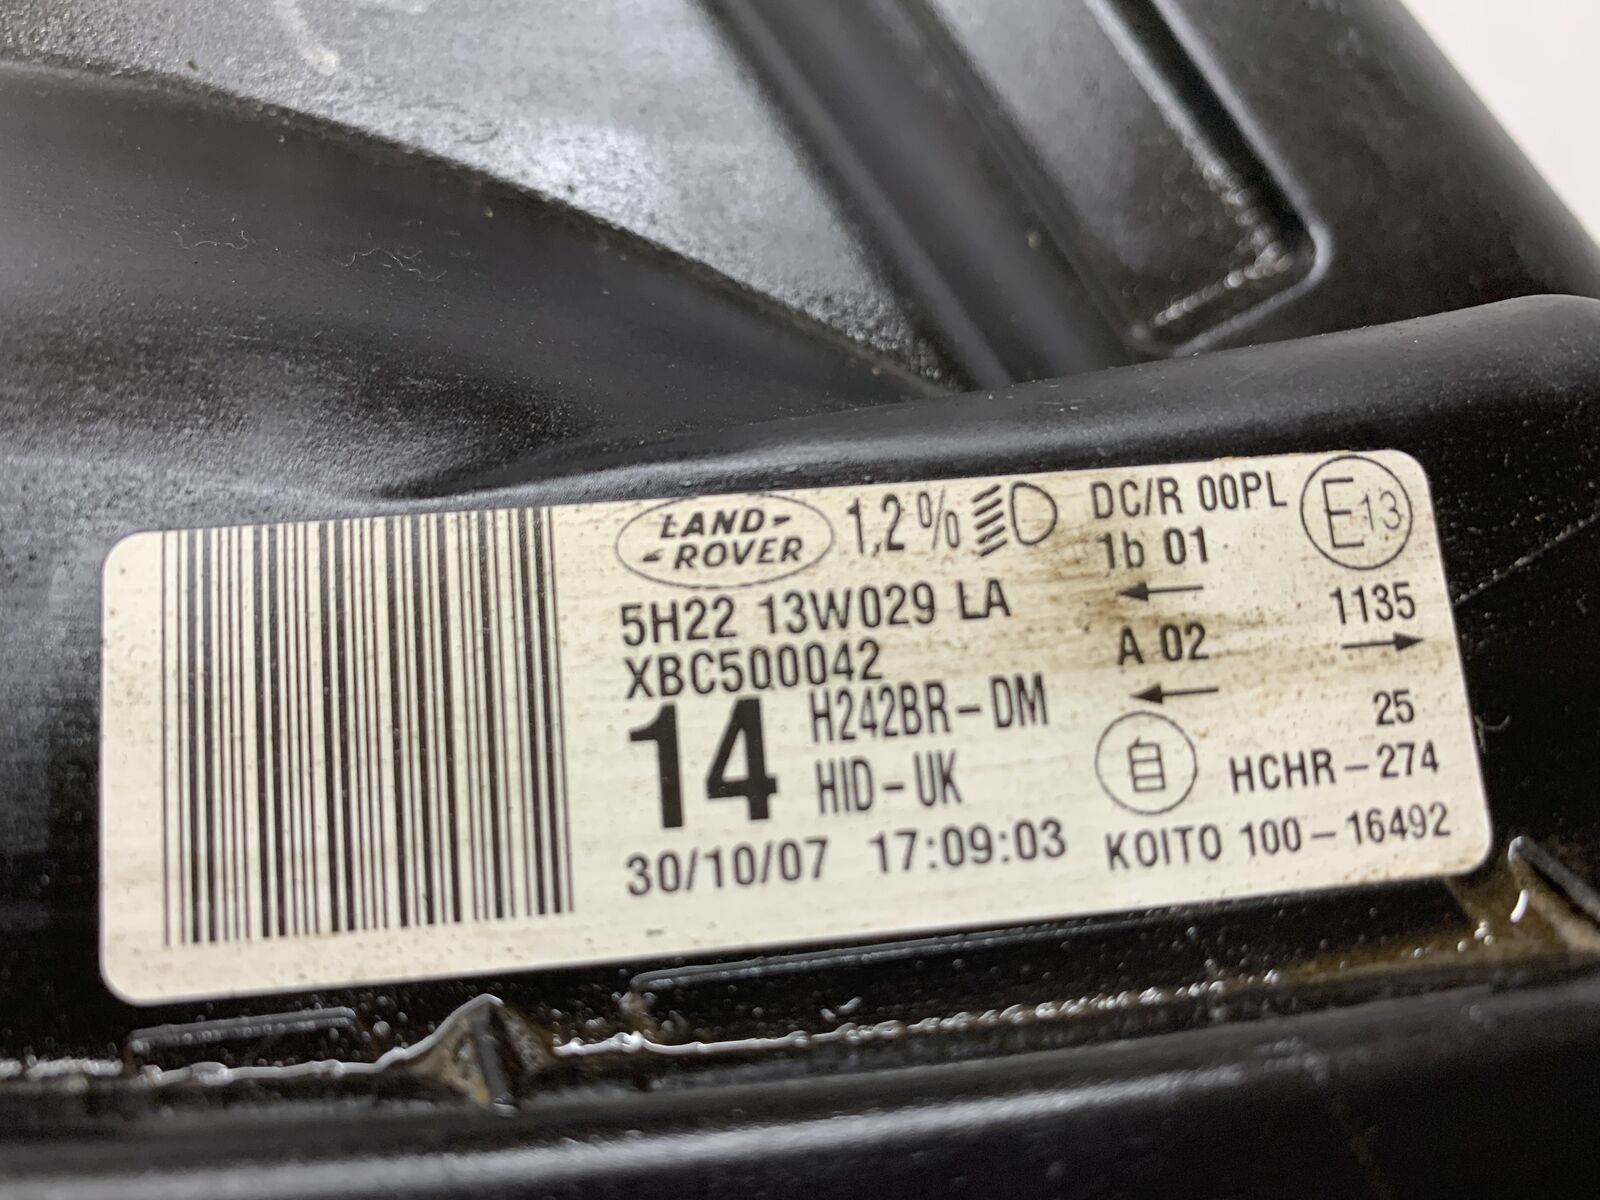 LAND-
ROVER
1,2%
DC/R 00PL
1b 01
E13
5H22 13W029 LA
1135
XBC500042
A 02
14
H242BR-DM
25
HID-UK
HCHR-274
30/10/07 17:09:03
KOITO 100-16492